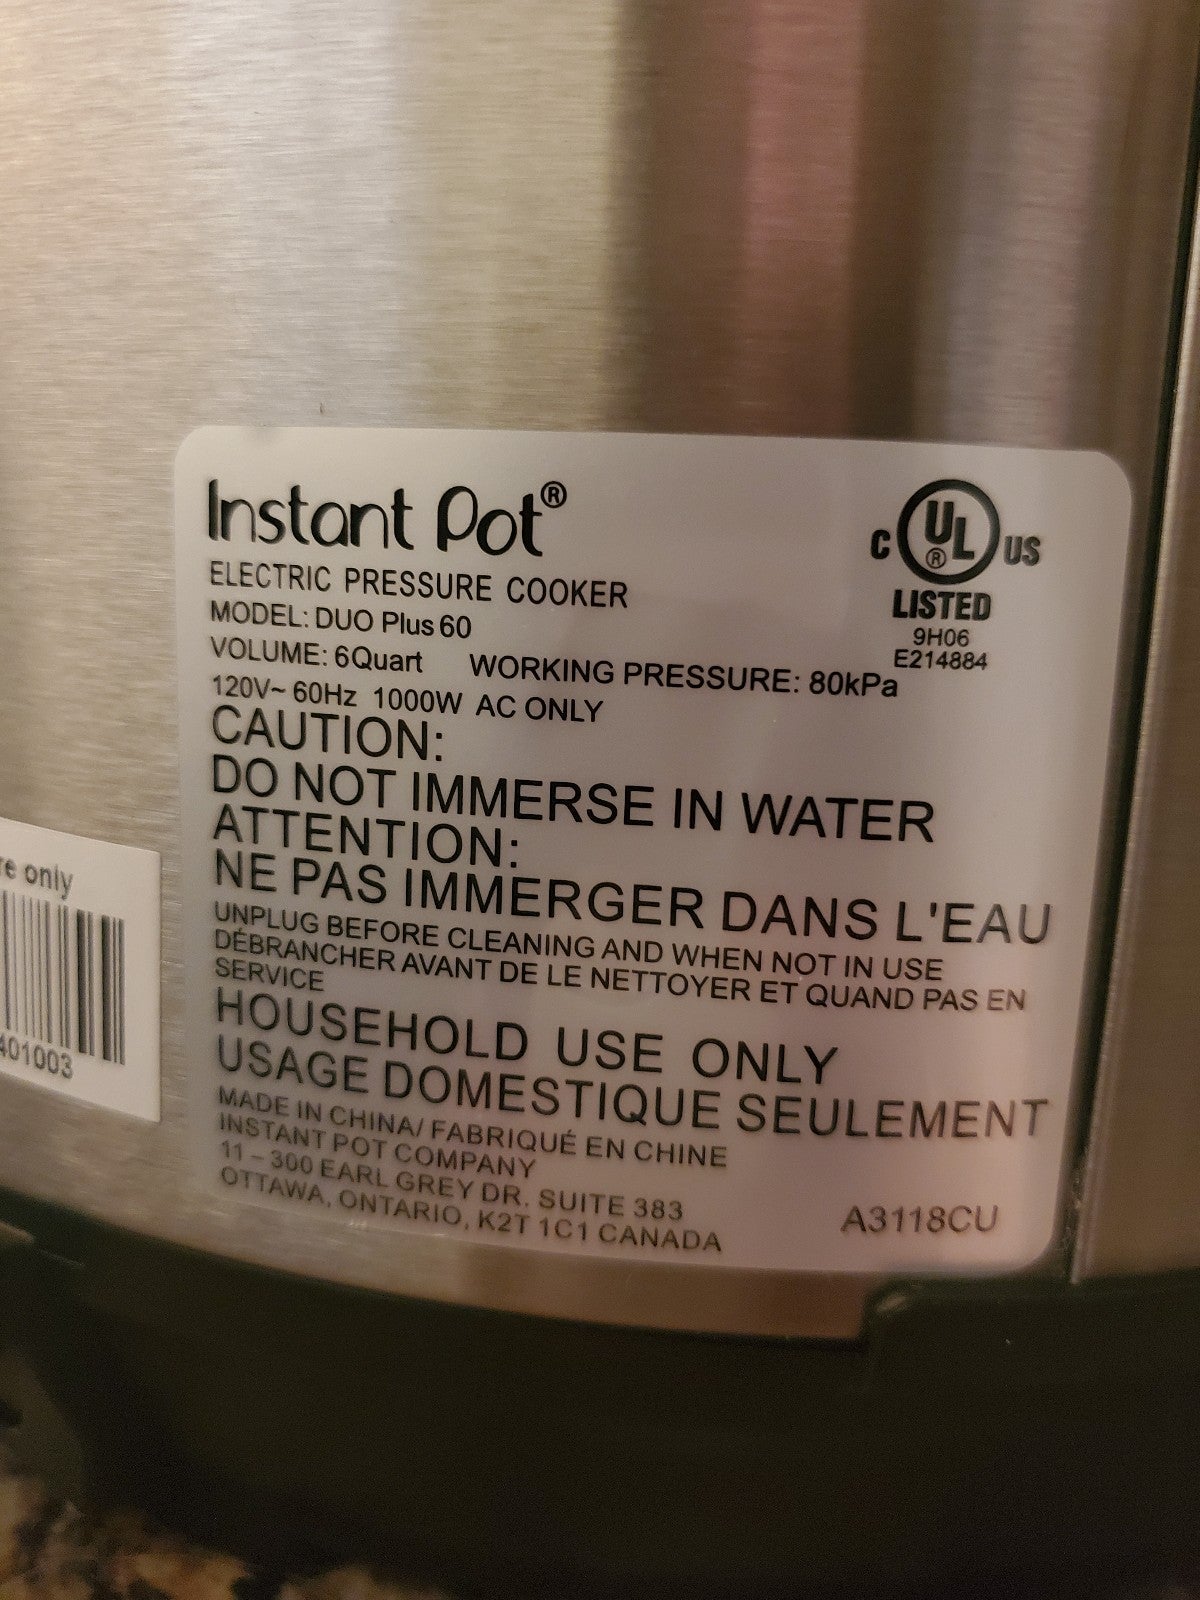 Instant Pot®
ELECTRIC PRESSURE COOKER
MODEL: DUO Plus 60
VOLUME: 6Quart WORKING PRESSURE: 80kPa
120V~ 60Hz 1000W AC ONLY
C UL® US
LISTED
9H06
E214884
CAUTION:
DO NOT IMMERSE IN WATER
ATTENTION:
NE PAS IMMERGER DANS L'EAU
UNPLUG BEFORE CLEANING AND WHEN NOT IN USE
DÉBRANCHER AVANT DE LE NETTOYER ET QUAND PAS EN
SERVICE
HOUSEHOLD USE ONLY
USAGE DOMESTIQUE SEULEMENT
MADE IN CHINA/ FABRIQUÉ EN CHINE
INSTANT POT COMPANY
11 – 300 EARL GREY DR. SUITE 383
OTTAWA, ONTARIO, K2T 1C1 CANADA
A3118CU
only
401003